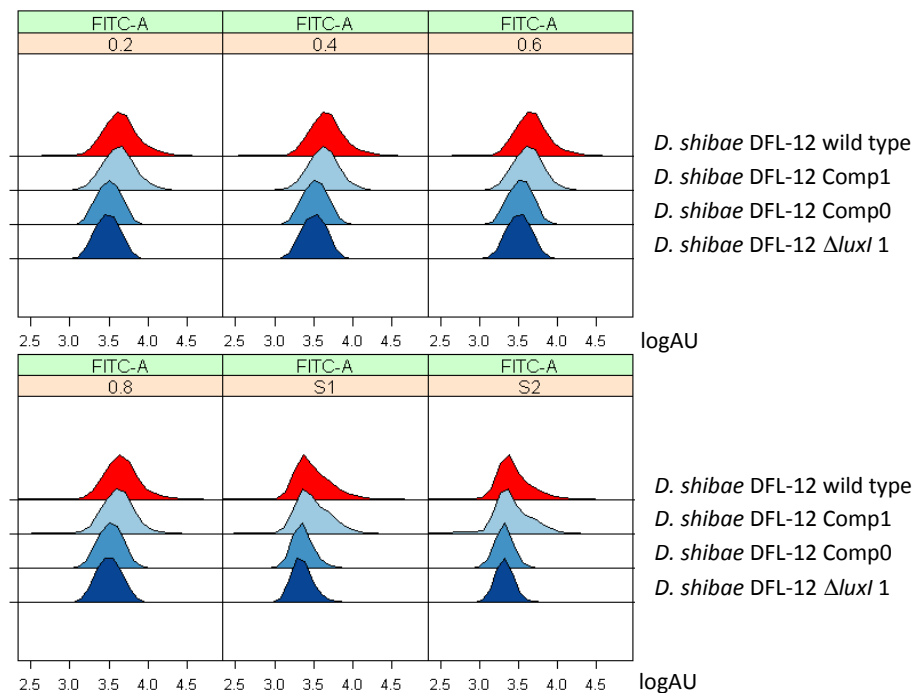 FITC-A FITC-A FITC-A
0.2 0.4 0.6
D. shibae DFL-12 wild type
D. shibae DFL-12 Comp1
D. shibae DFL-12 Comp0
D. shibae DFL-12 ΔluxI 1
2.5 3.0 3.5 4.0 4.5 2.5 3.0 3.5 4.0 4.5 2.5 3.0 3.5 4.0 4.5 logAU
FITC-A FITC-A FITC-A
0.8 S1 S2
D. shibae DFL-12 wild type
D. shibae DFL-12 Comp1
D. shibae DFL-12 Comp0
D. shibae DFL-12 ΔluxI 1
2.5 3.0 3.5 4.0 4.5 2.5 3.0 3.5 4.0 4.5 2.5 3.0 3.5 4.0 4.5 logAU